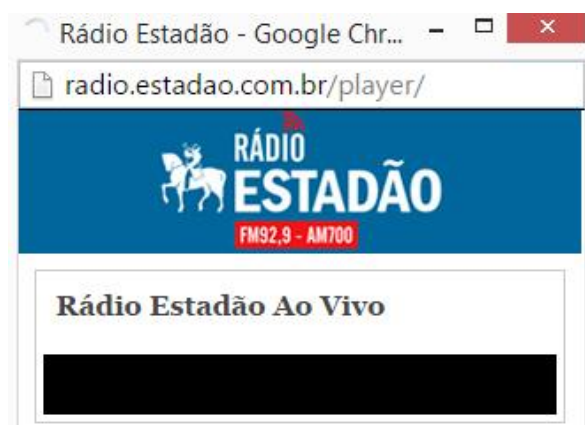 Rádio Estadão - Google Chr...
radio.estadao.com.br/player/
RÁDIO
ESTADÃO
FM92,9 - AM700
Rádio Estadão Ao Vivo